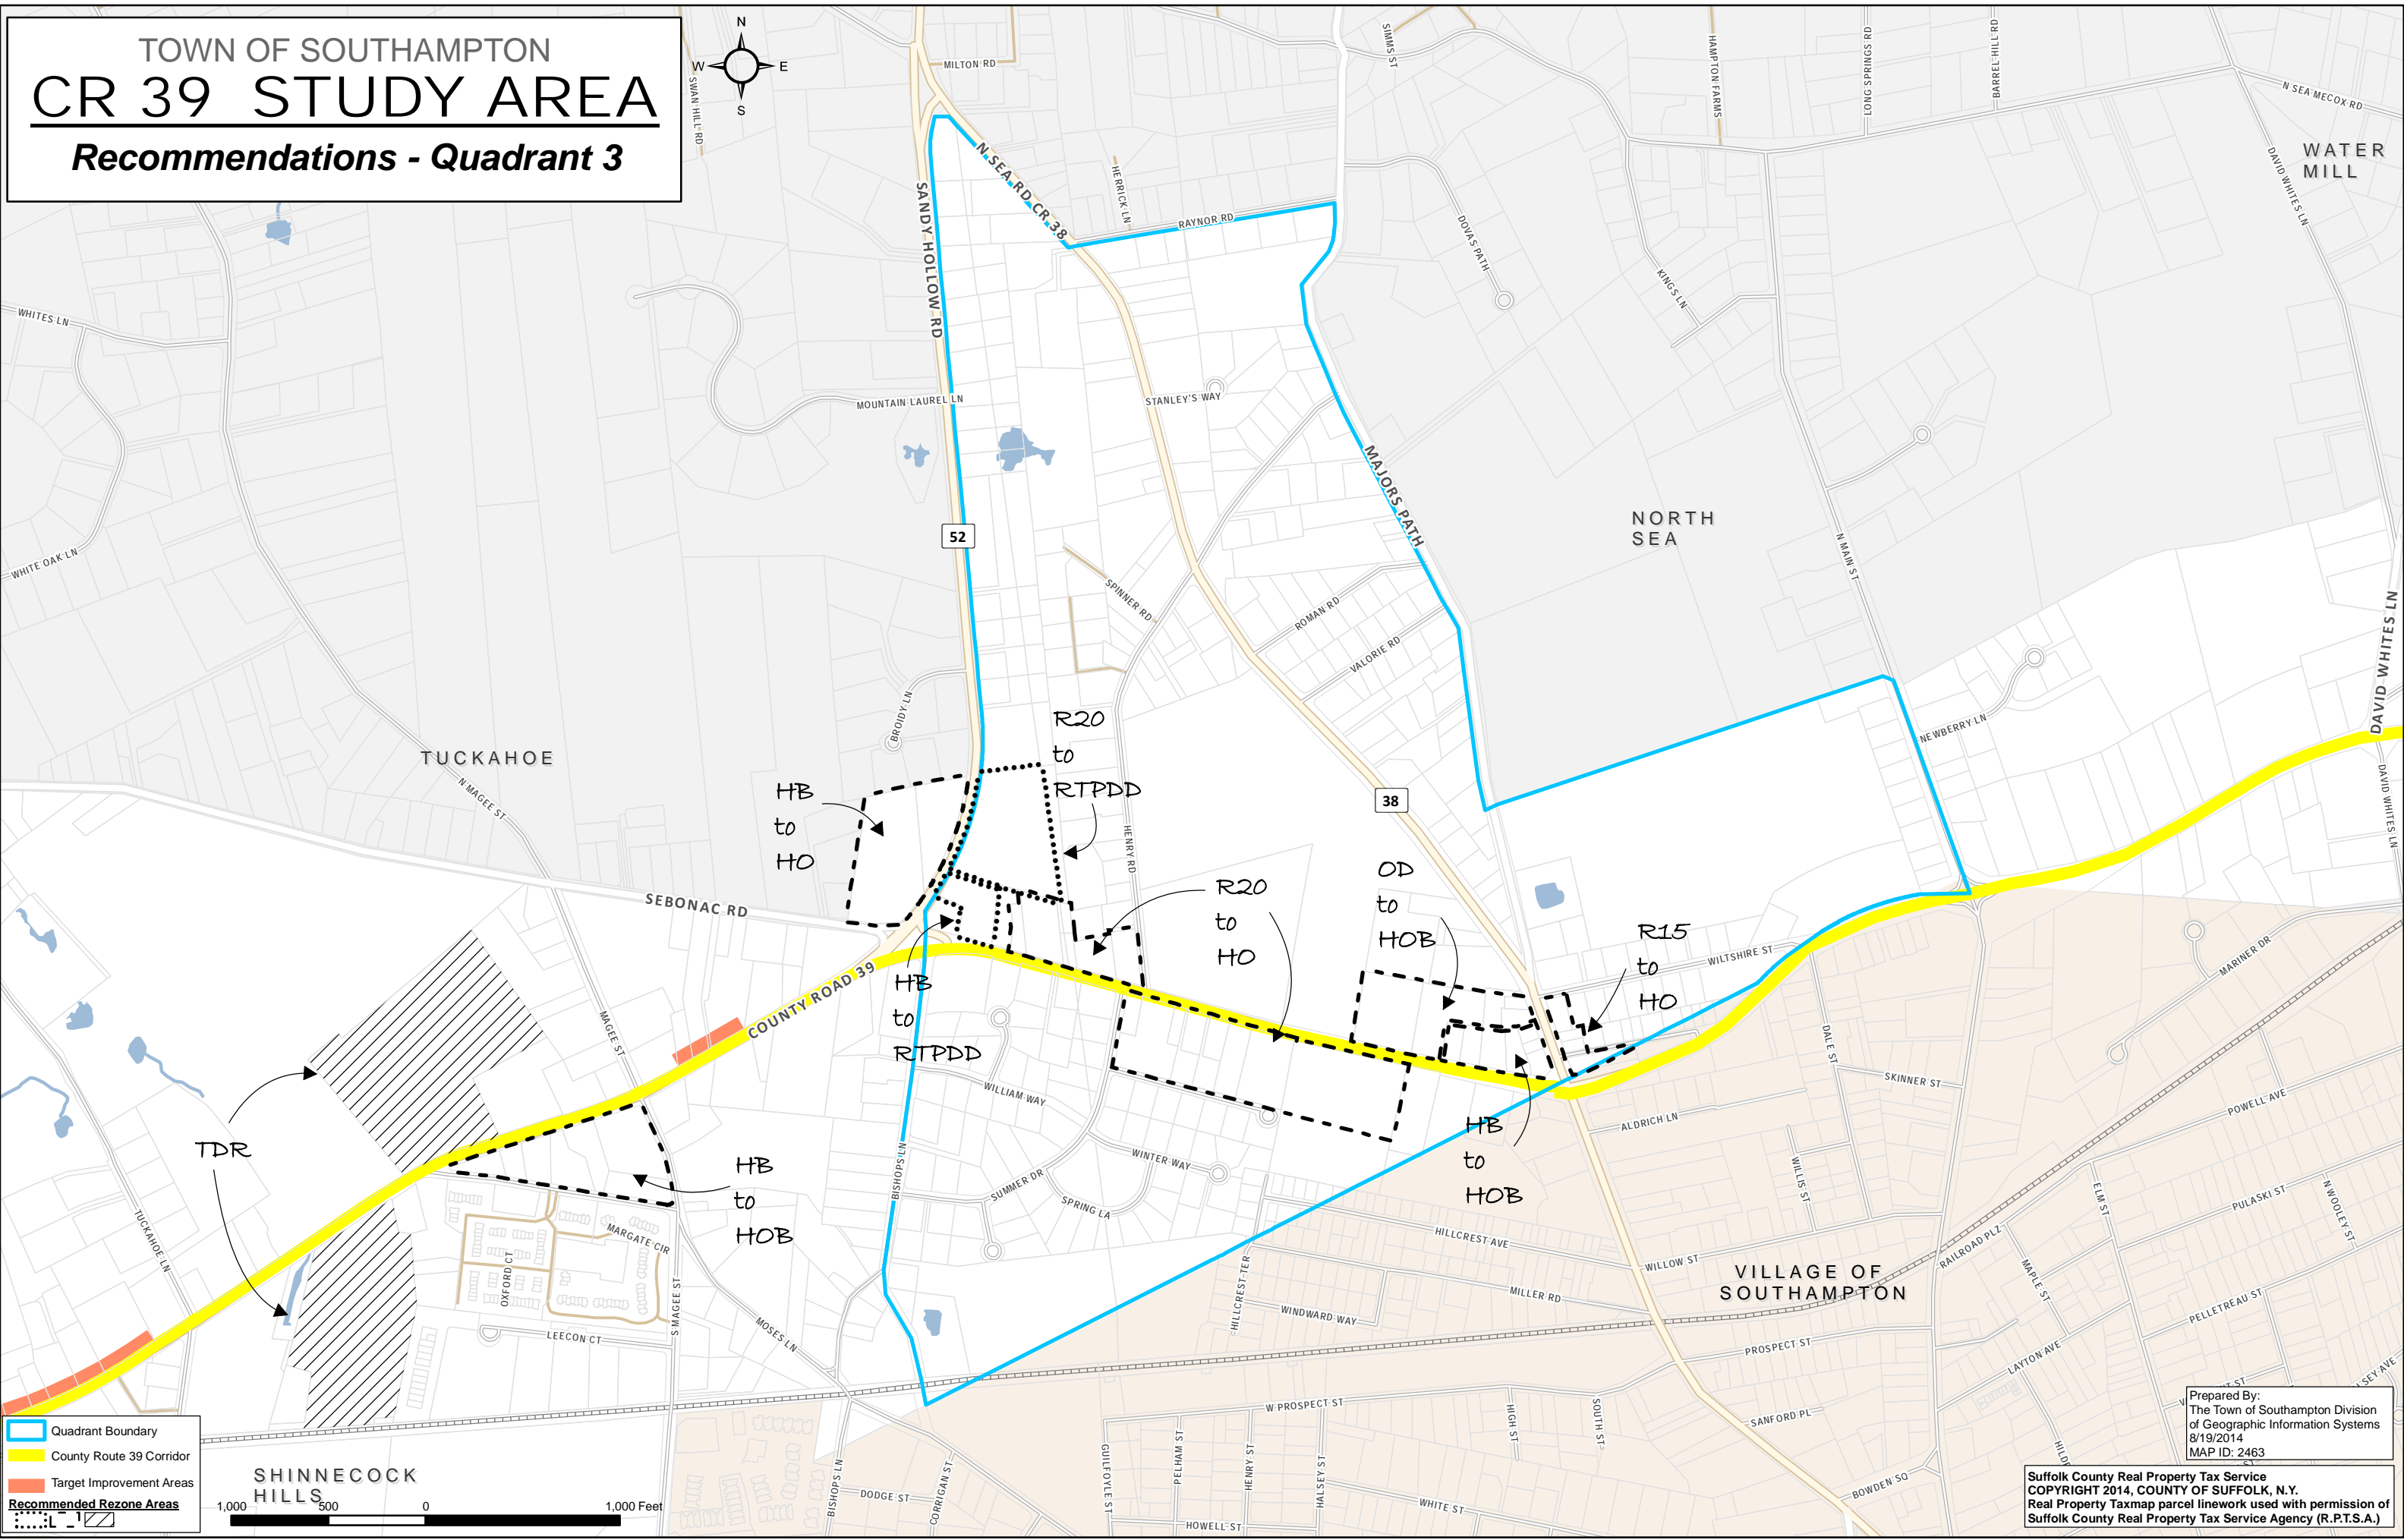 TOWN OF SOUTHAMPTON
CR 39 STUDY AREA
Recommendations - Quadrant 3
N
W
E
S
SWAN HILL RD
MILTON RD
SIMMS ST
HAMPTON FARMS
LONG SPRINGS RD
BARREL HILL RD
N SEA MECOX RD
WATER
MILL
DAVID WHITES LN
N SEA RD CR 38
HERRICK LN
RAYNOR RD
SANDY HOLLOW RD
DOVAS PATH
KINGS LN
WHITES LN
MOUNTAIN LAUREL LN
STANLEY'S WAY
MAJORS PATH
NORTH
SEA
52
N MAIN ST
WHITE OAK LN
SPINNER RD
ROMAN RD
VALORIE RD
DAVID WHITES LN
BROIDY LN
NEWBERRY LN
TUCKAHOE
N MAGEE ST
R20
to
RTPDD
HB
to
HO
38
HENRY RD
DAVID WHITES LN
SEBONAC RD
R20
to
HO
OD
to
HOB
R15
to
HO
WILTSHIRE ST
MARINER DR
COUNTY ROAD 39
HB
to
RTPDD
MAGEE ST
DALE ST
SKINNER ST
WILLIAM WAY
ALDRICH LN
POWELL AVE
TDR
HB
to
HOB
HB
to
HOB
BISHOPS LN
WINTER WAY
SUMMER DR
SPRING LA
WILLIS ST
ELM ST
PULASKI ST
N WOOLEY ST
TUCKAHOE LN
MARGATE CIR
OXFORD CT
HILLCREST AVE
HILLCREST TER
WILLOW ST
RAILROAD PLZ
MAPLE ST
VILLAGE OF
SOUTHAMPTON
MILLER RD
WINDWARD WAY
PELLETREAU ST
S MAGEE ST
MOSES LN
LEECON CT
PROSPECT ST
LAYTON AVE
W PROSPECT ST
HIGH ST
SOUTH ST
SANFORD PL
GUILFOYLE ST
PELHAM ST
HENRY ST
HALSEY ST
BISHOPS LN
CORRIGAN ST
DODGE ST
WHITE ST
HOWELL ST
BOWDEN SQ
Quadrant Boundary
County Route 39 Corridor
Target Improvement Areas
Recommended Rezone Areas
SHINNECOCK
HILLS
1,000 500 0 1,000 Feet
Prepared By:
The Town of Southampton Division
of Geographic Information Systems
8/19/2014
MAP ID: 2463
Suffolk County Real Property Tax Service
COPYRIGHT 2014, COUNTY OF SUFFOLK, N.Y.
Real Property Taxmap parcel linework used with permission of
Suffolk County Real Property Tax Service Agency (R.P.T.S.A.)